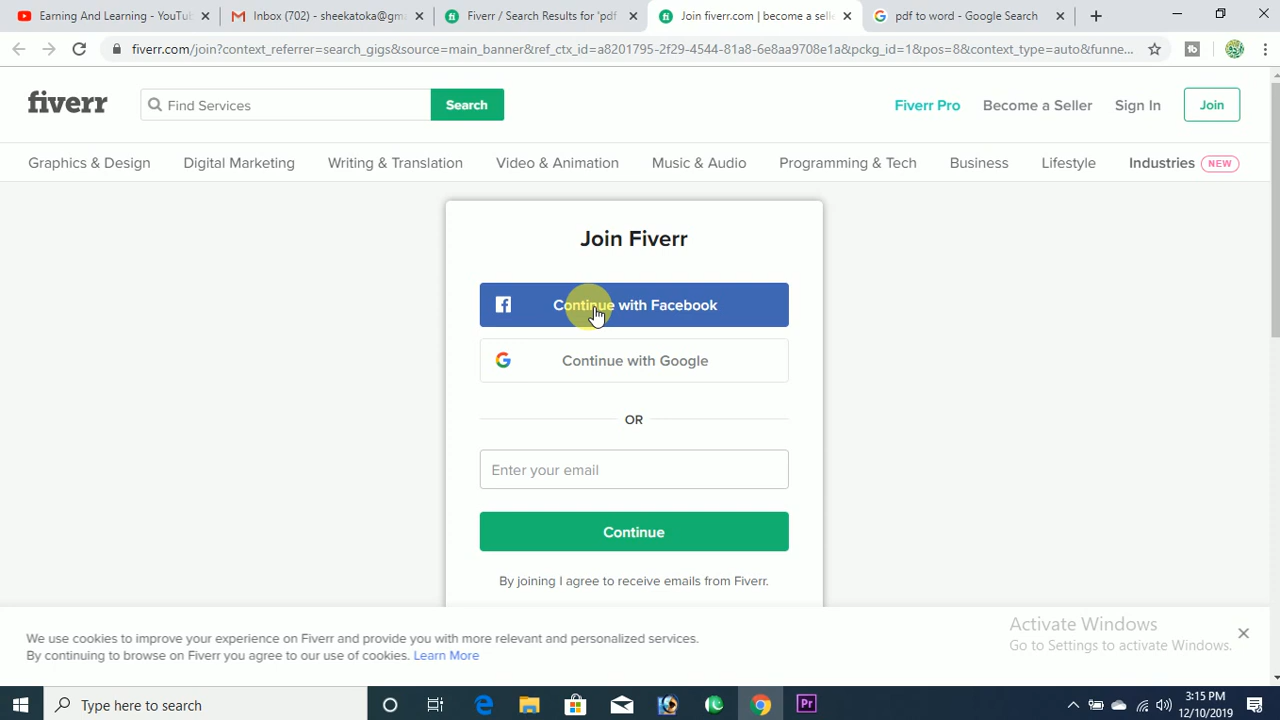 Earning And Learning - YouTu
Inbox (702) - sheekatoka@gm
Fiverr / Search Results for 'pdf
Join fiverr.com | become a selle
pdf to word - Google Search
fiverr.com/join?context_referrer=search_gigs&source=main_banner&ref_ctx_id=a8201795-2f29-4544-81a8-6e8aa9708e1a&pckg_id=1&pos=8&context_type=auto&funne...
fiverr
Find Services
Search
Fiverr Pro
Become a Seller
Sign In
Join
Graphics & Design
Digital Marketing
Writing & Translation
Video & Animation
Music & Audio
Programming & Tech
Business
Lifestyle
Industries NEW
Join Fiverr
Continue with Facebook
Continue with Google
OR
Enter your email
Continue
By joining I agree to receive emails from Fiverr.
We use cookies to improve your experience on Fiverr and provide you with more relevant and personalized services.
By continuing to browse on Fiverr you agree to our use of cookies. Learn More
Activate Windows
Go to Settings to activate Windows.
Type here to search
Pr
3:15 PM
12/10/2019